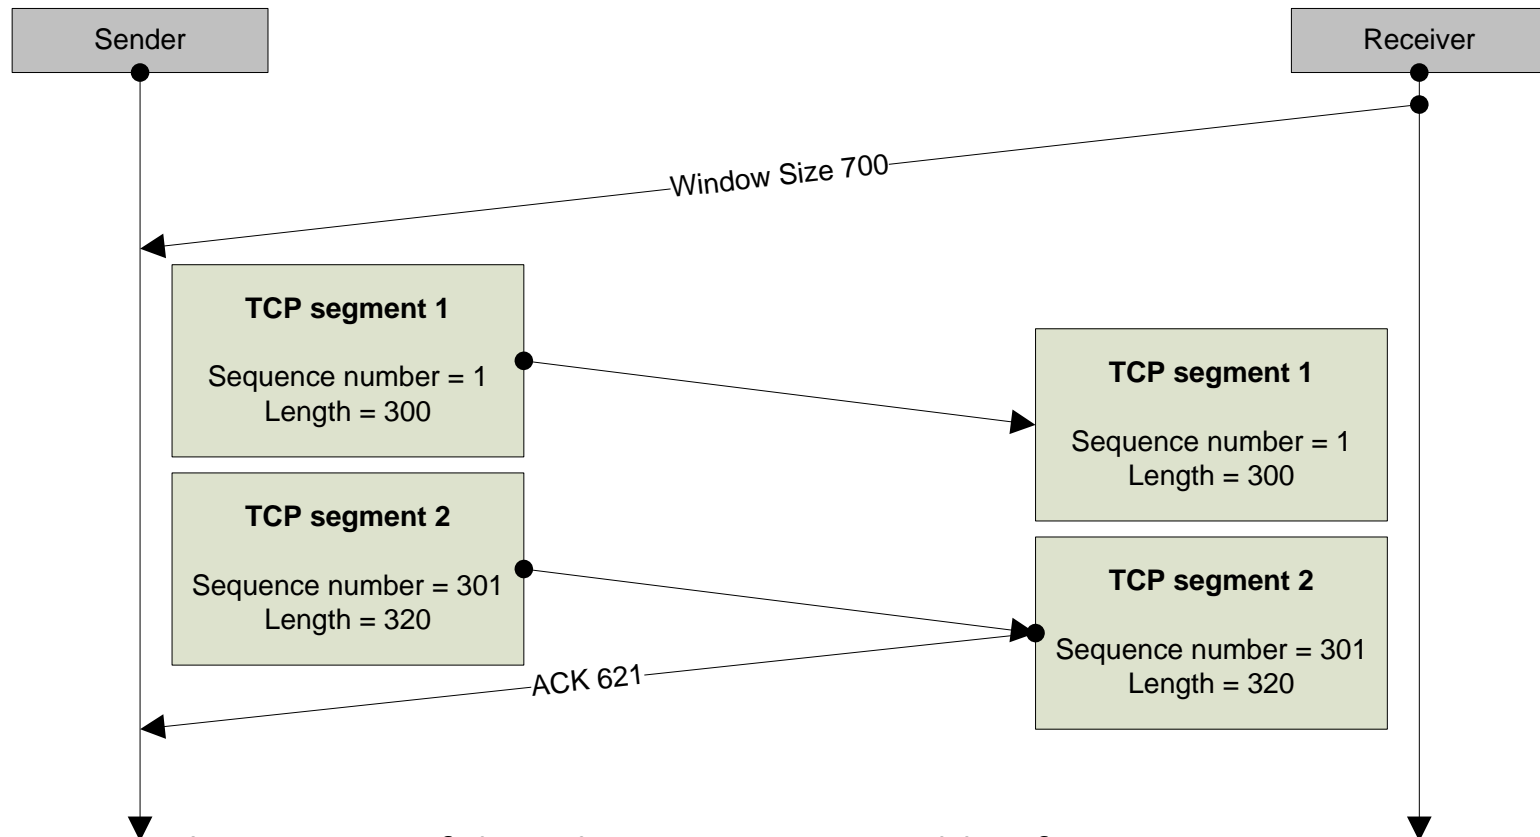 Sender
Receiver
Window Size 700
TCP segment 1
Sequence number = 1
Length = 300
TCP segment 1
Sequence number = 1
Length = 300
TCP segment 2
Sequence number = 301
Length = 320
TCP segment 2
Sequence number = 301
Length = 320
ACK 621